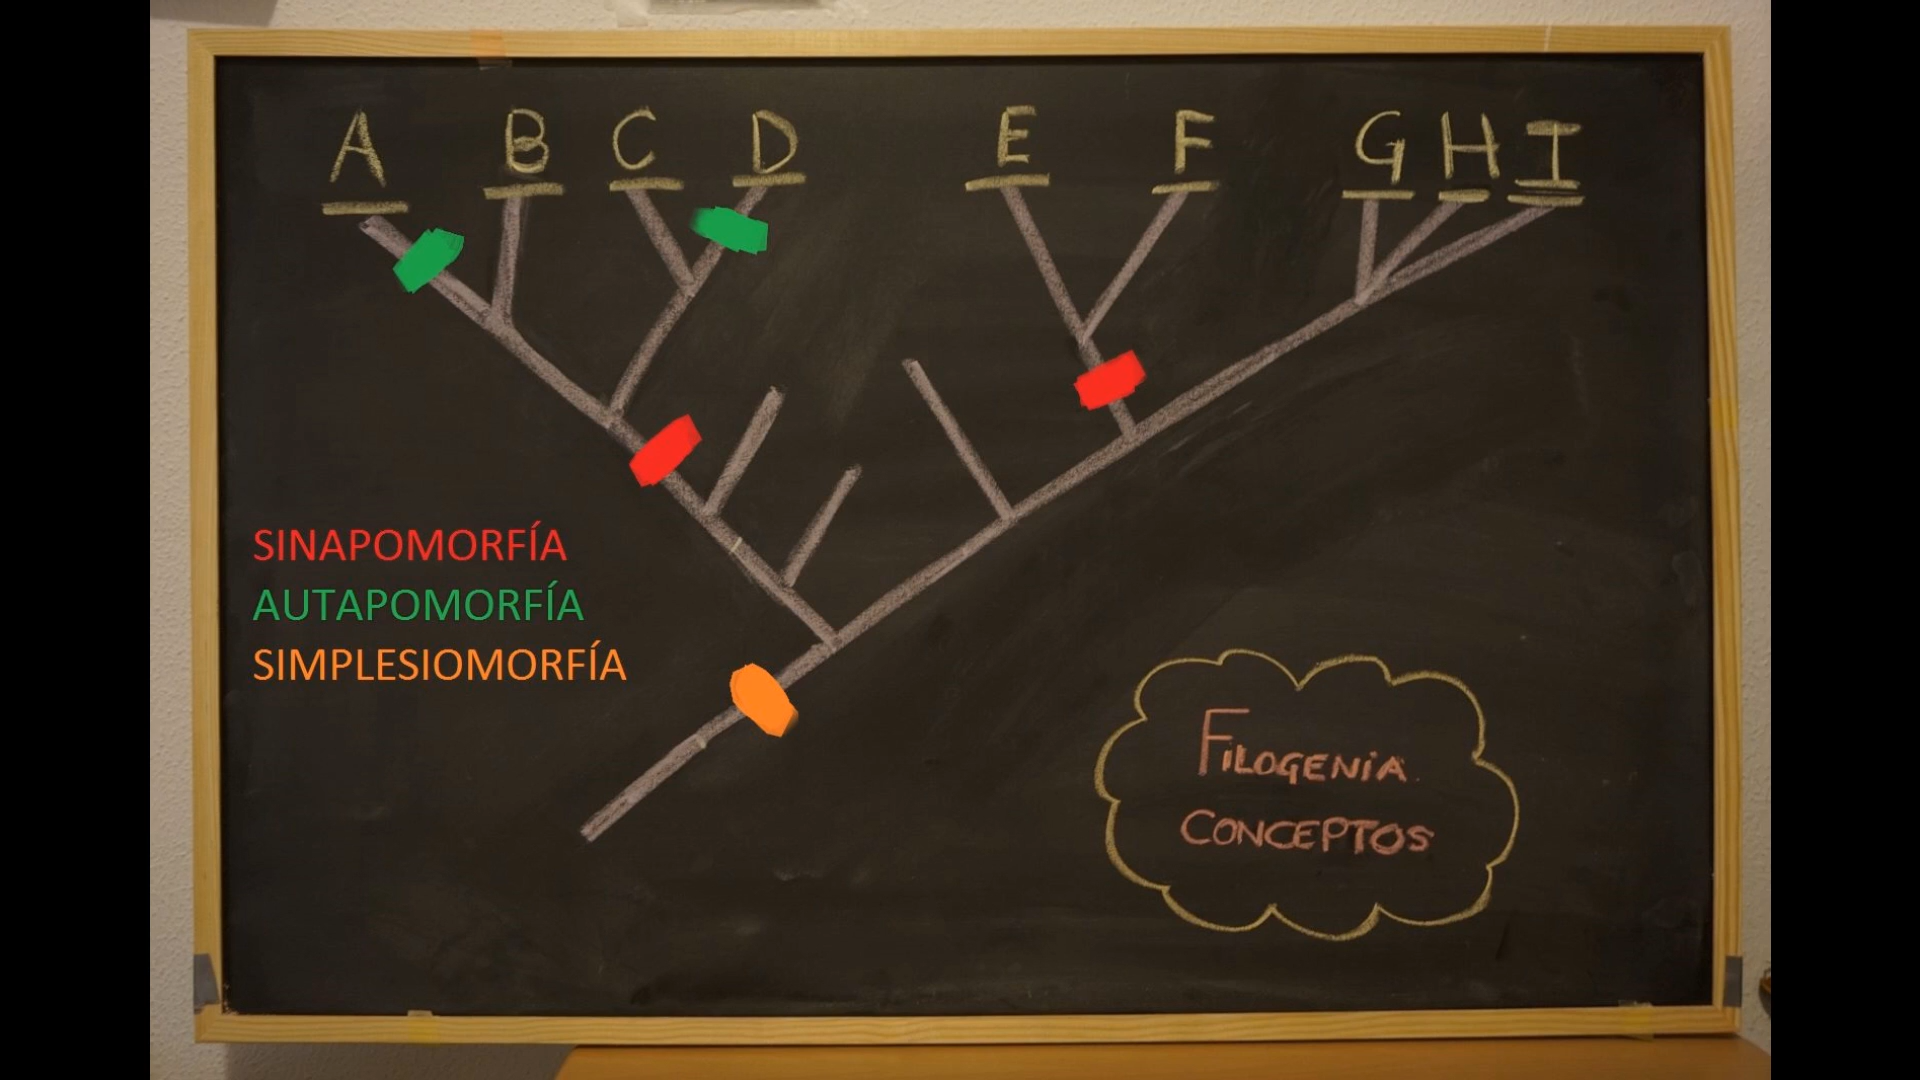 A B C D E F G H I
SINAPOMORFÍA
AUTAPOMORFÍA
SIMPLESIOMORFÍA
FiLOGENiA
CONCEPTOS